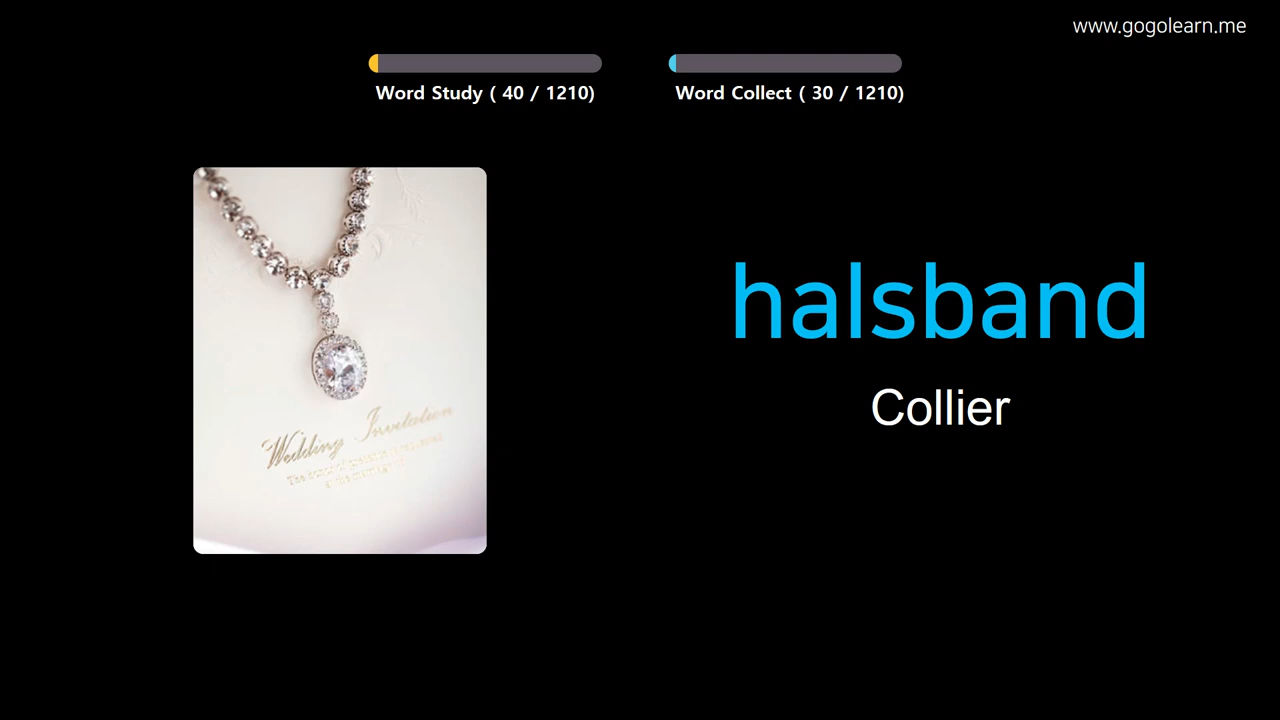 www.gogolearn.me
Word Study ( 40 / 1210)
Word Collect ( 30 / 1210)
halsband
Collier
Wedding Invitation